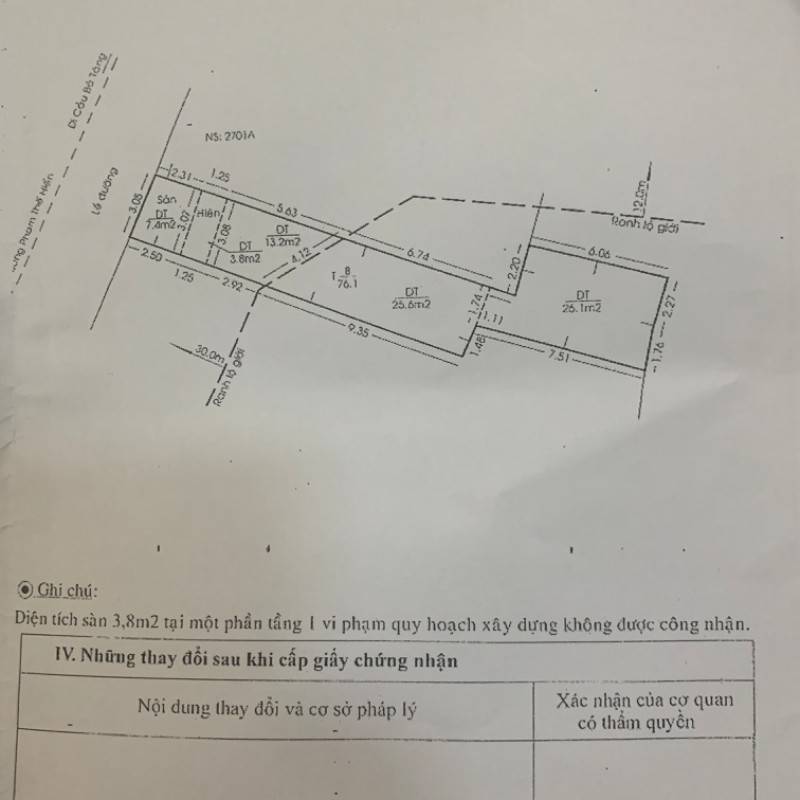 Đi Cầu Bà Tàng
Phạm Thế Hiển
Lề đường
NS: 2701A
2.31
1.25
5.63
6.74
3.05
Sân
DT
7.4m2
3.07
Hiên
3.08
DT
3.8m2
DT
13.2m2
4.12
T B
76.1
DT
25.6m2
2.50
1.25
2.92
9.35
1.74
1.11
1.48
2.20
12.0m
Ranh lộ giới
6.06
DT
26.1m2
2.27
1.76
7.51
30.0m
Ranh lộ giới
Ghi chú:
Diện tích sàn 3,8m2 tại một phần tầng 1 vi phạm quy hoạch xây dựng không được công nhận.
IV. Những thay đổi sau khi cấp giấy chứng nhận
Nội dung thay đổi và cơ sở pháp lý
Xác nhận của cơ quan
có thẩm quyền